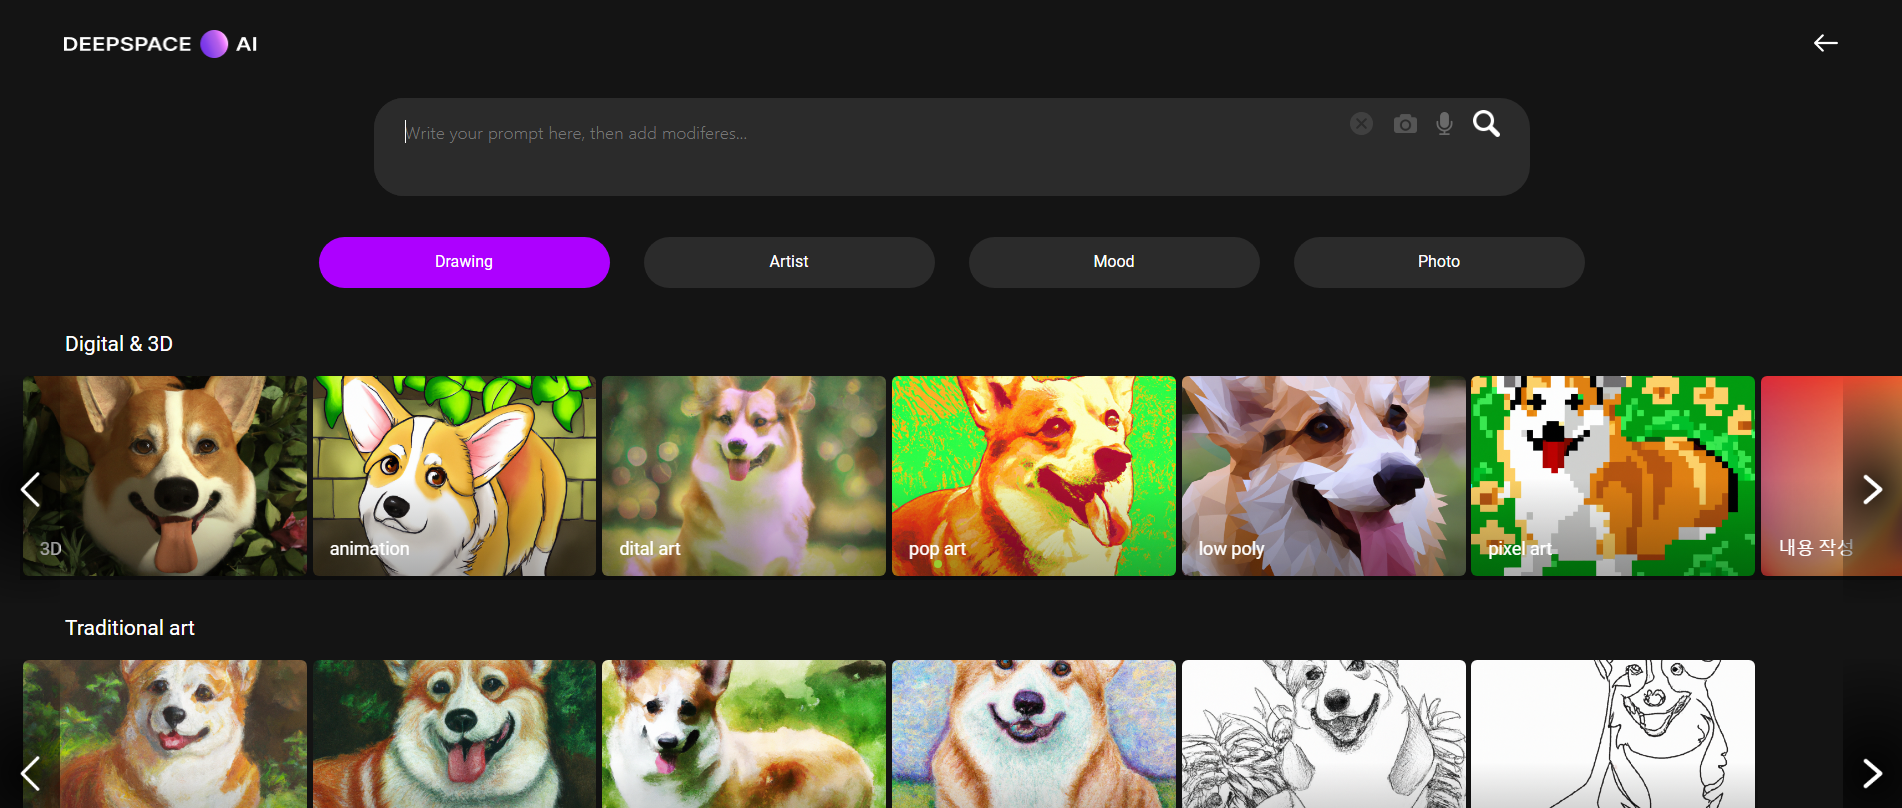 DEEPSPACE AI
Write your prompt here, then add modiferes...
Drawing
Artist
Mood
Photo
Digital & 3D
3D
animation
dital art
pop art
low poly
pixel art
내용 작성
Traditional art